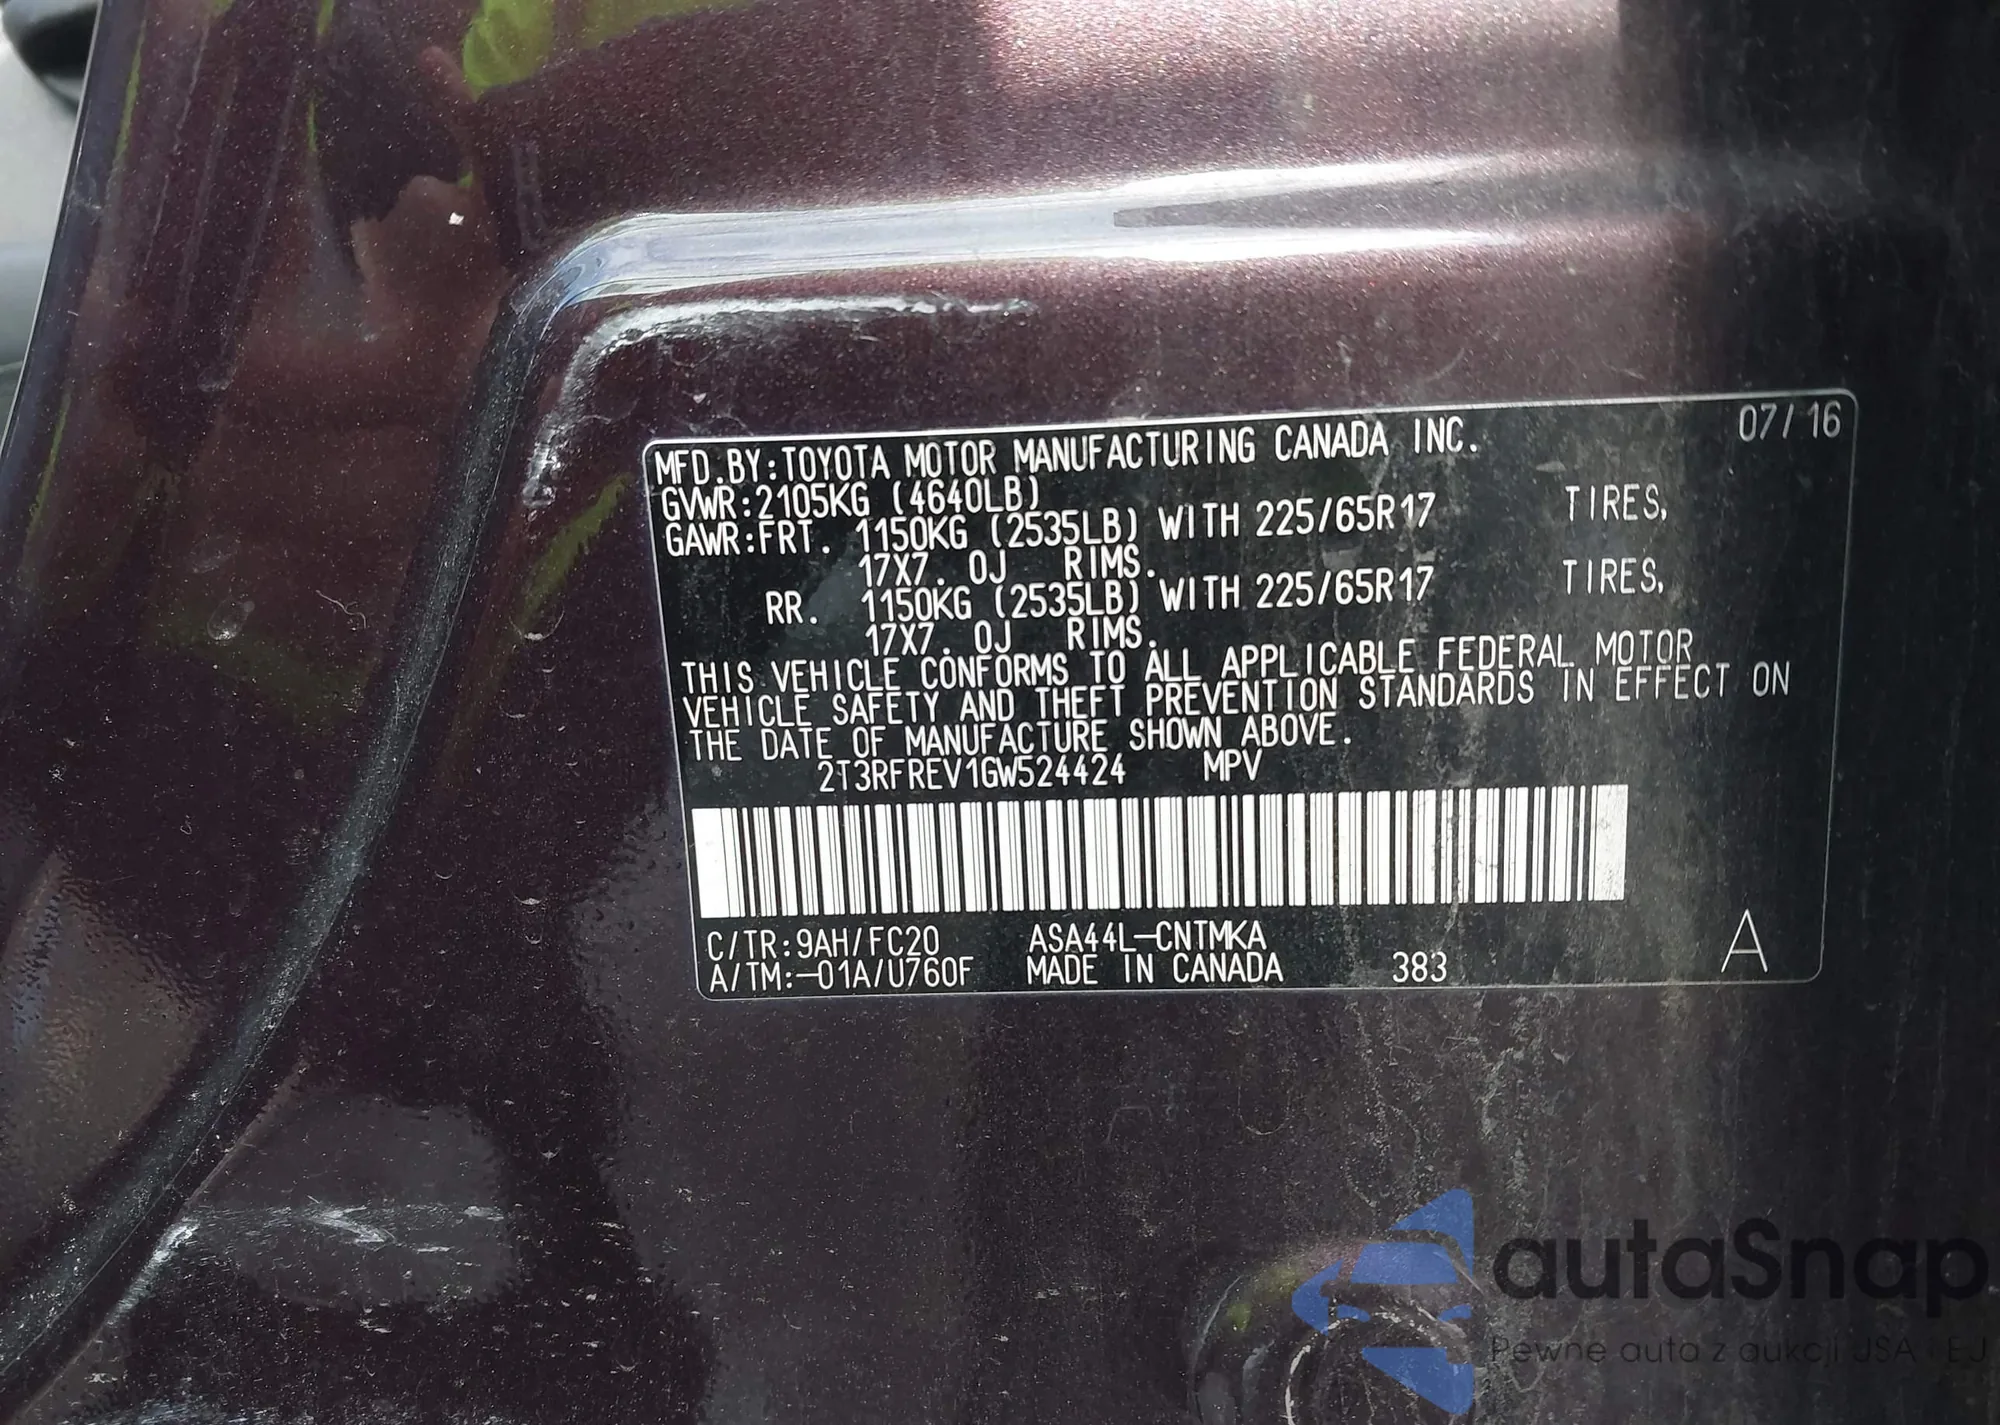 07/16
MFD.BY:TOYOTA MOTOR MANUFACTURING CANADA INC.
GVWR:2105KG (4640LB)
GAWR:FRT. 1150KG (2535LB) WITH 225/65R17 TIRES,
17X7.0J RIMS.
RR. 1150KG (2535LB) WITH 225/65R17 TIRES,
17X7.0J RIMS.
THIS VEHICLE CONFORMS TO ALL APPLICABLE FEDERAL MOTOR
VEHICLE SAFETY AND THEFT PREVENTION STANDARDS IN EFFECT ON
THE DATE OF MANUFACTURE SHOWN ABOVE.
2T3RFREV1GW524424 MPV
C/TR:9AH/FC20 ASA44L-CNTMKA
A/TM:-01A/U760F MADE IN CANADA 383 A
autaSnap
Pewne auta z aukcji